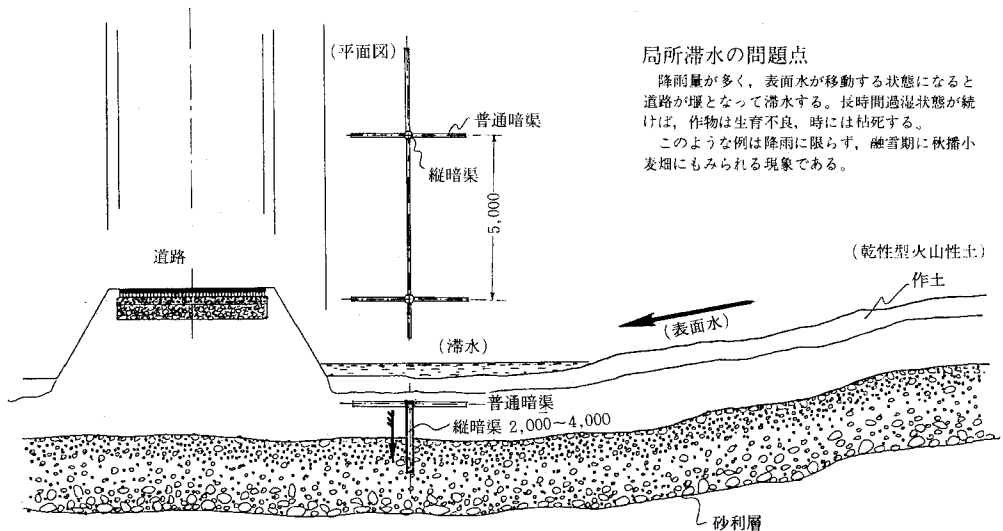 (平面図)
普通暗渠
縦暗渠
5,000
局所滞水の問題点
降雨量が多く，表面水が移動する状態になると
道路が堰となって滞水する。長時間過湿状態が続
けば，作物は生育不良，時には枯死する。
このような例は降雨に限らず，融雪期に秋播小
麦畑にもみられる現象である。
道路
(乾性型火山性土)
作土
(表面水)
(滞水)
普通暗渠
縦暗渠 2,000~4,000
砂利層